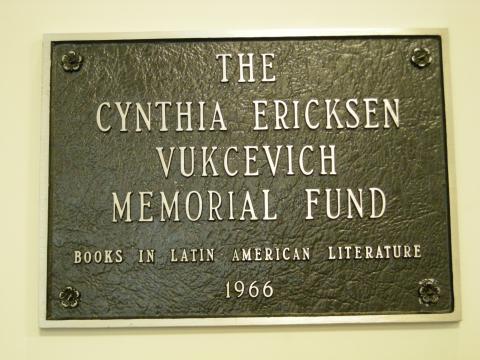 THE
CYNTHIA ERICKSEN
VUKCEVICH
MEMORIAL FUND
BOOKS IN LATIN AMERICAN LITERATURE
1966